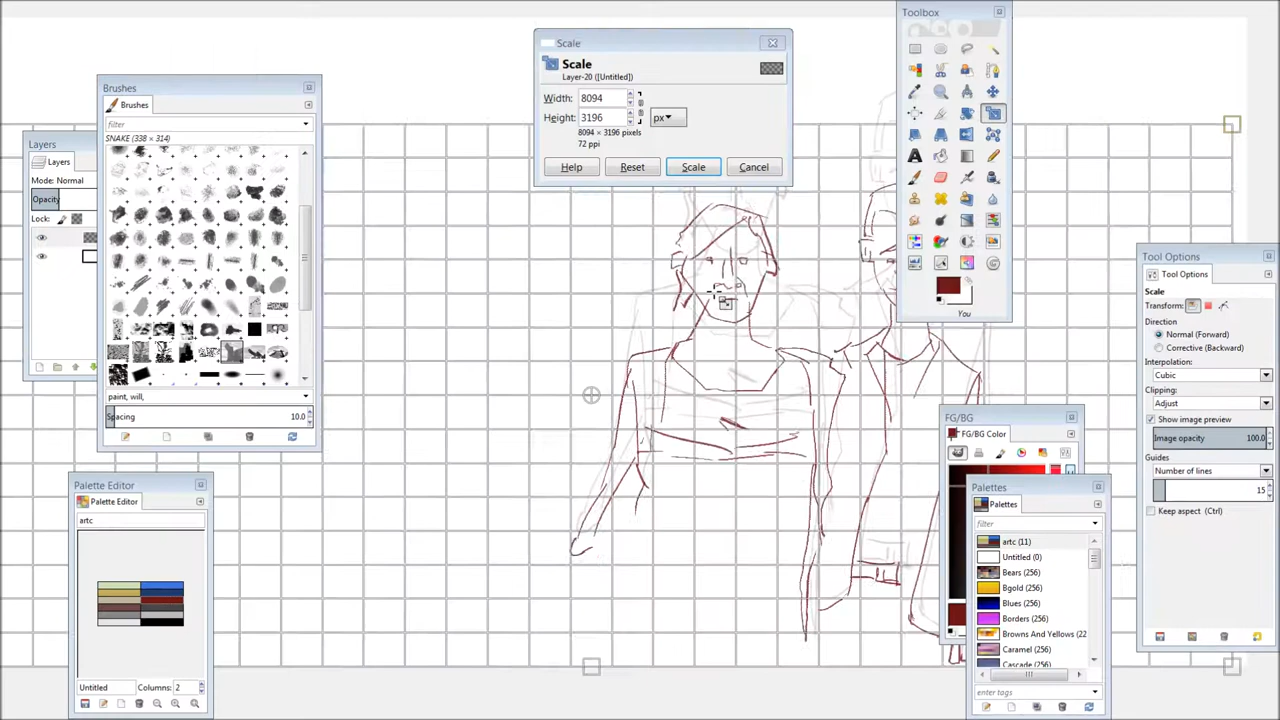 Toolbox
You
Scale
Scale
Layer-20 ([Untitled])
Width: 8094
Height: 3196
px
8094 × 3196 pixels
72 ppi
Help
Reset
Scale
Cancel
Brushes
Brushes
filter
SNAKE (338 × 314)
paint, will,
Spacing 10.0
Layers
Layers
Mode: Normal
Opacity
Lock:
Palette Editor
Palette Editor
artc
Untitled
Columns: 2
Tool Options
Tool Options
Scale
Transform:
Direction
Normal (Forward)
Corrective (Backward)
Interpolation:
Cubic
Clipping:
Adjust
Show image preview
Image opacity 100.0
Guides
Number of lines
15
Keep aspect (Ctrl)
FG/BG
FG/BG Color
Palettes
Palettes
filter
artc (11)
Untitled (0)
Bears (256)
Bgold (256)
Blues (256)
Borders (256)
Browns And Yellows (22
Caramel (256)
Cascade (256)
enter tags